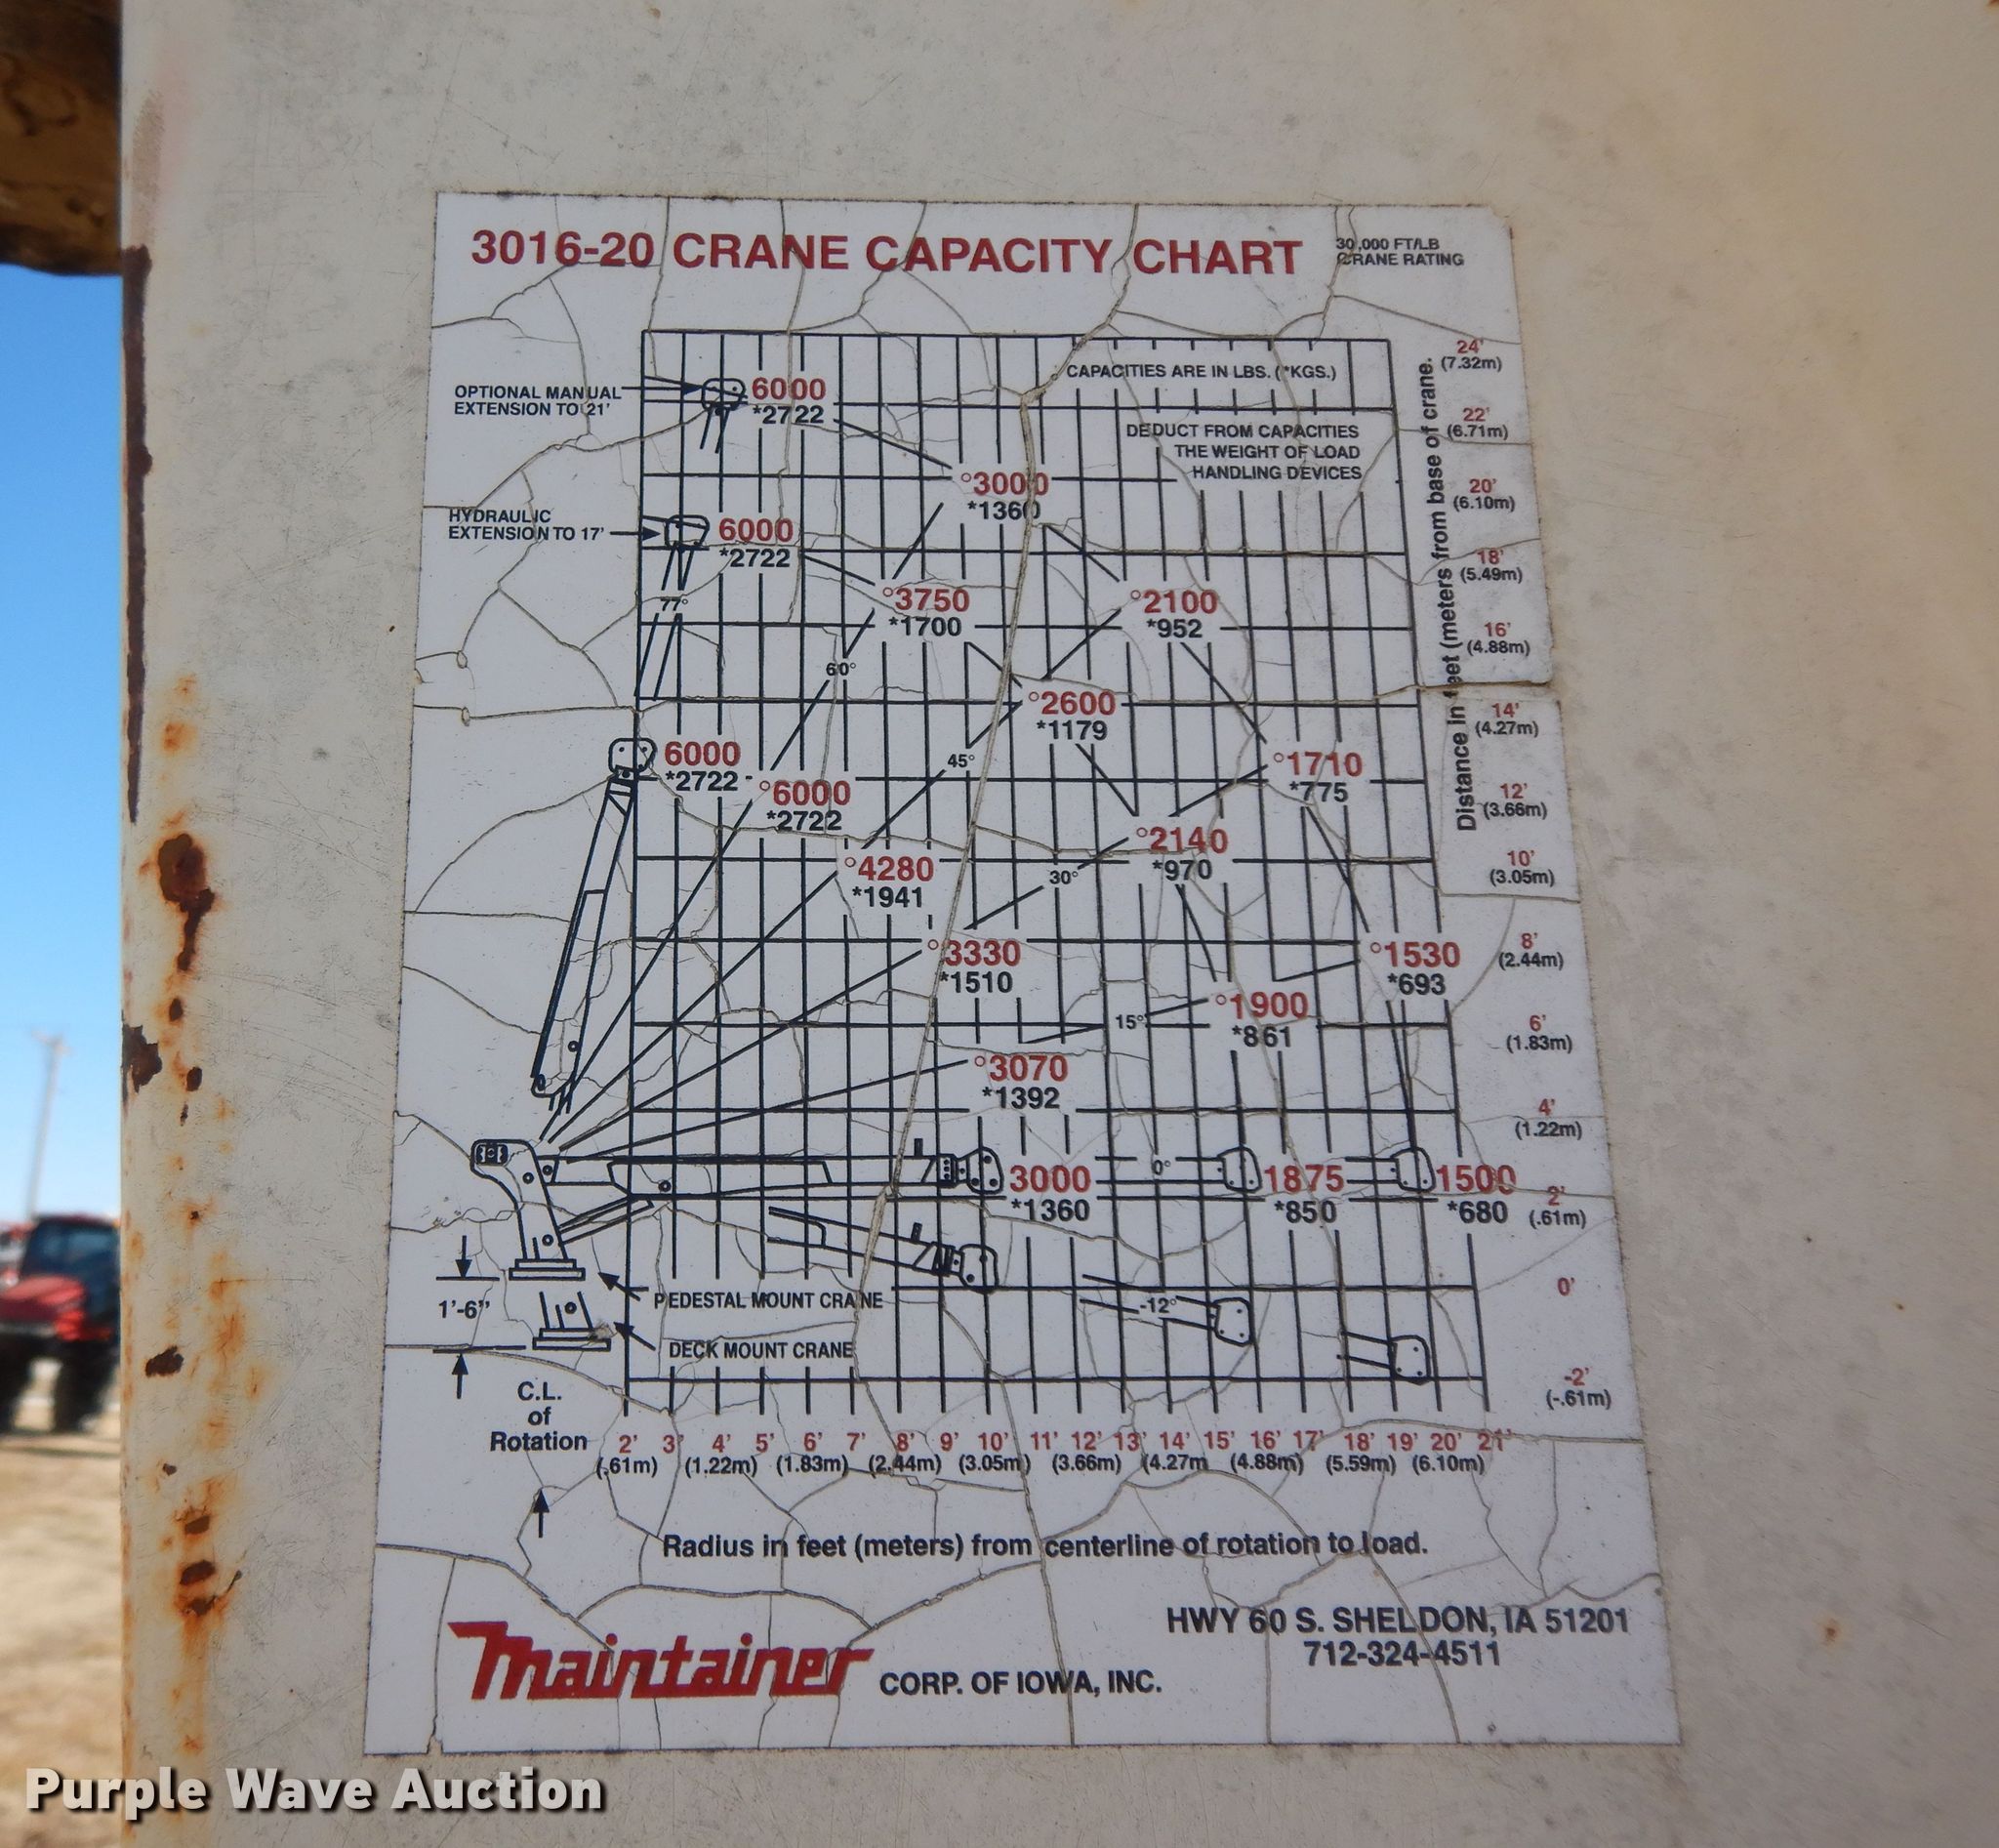 3016-20 CRANE CAPACITY CHART
30,000 FT/LB
CRANE RATING
24'
(7.32m)
CAPACITIES ARE IN LBS. (*KGS.)
OPTIONAL MANUAL
EXTENSION TO 21'
6000
*2722
22'
(6.71m)
DEDUCT FROM CAPACITIES
THE WEIGHT OF LOAD
HANDLING DEVICES
°3000
*1360
20'
(6.10m)
HYDRAULIC
EXTENSION TO 17'
6000
*2722
18'
(5.49m)
77°
°3750
*1700
°2100
*952
16'
(4.88m)
60°
°2600
*1179
14'
(4.27m)
Distance in feet (meters from base of crane.
6000
*2722
45°
°1710
*775
°6000
*2722
12'
(3.66m)
°2140
*970
°4280
*1941
30°
10'
(3.05m)
°3330
*1510
°1530
*693
8'
(2.44m)
°1900
*861
15°
6'
(1.83m)
°3070
*1392
4'
(1.22m)
3000
*1360
0°
1875
*850
1500
*680
2'
(.61m)
1'-6"
PEDESTAL MOUNT CRANE
-12°
0'
DECK MOUNT CRANE
-2'
(-.61m)
C.L.
of
Rotation
2' 3' 4' 5' 6' 7' 8' 9' 10' 11' 12' 13' 14' 15' 16' 17' 18' 19' 20' 21'
(.61m) (1.22m) (1.83m) (2.44m) (3.05m) (3.66m) (4.27m (4.88m) (5.59m) (6.10m)
Radius in feet (meters) from centerline of rotation to load.
Maintainer CORP. OF IOWA, INC.
HWY 60 S. SHELDON, IA 51201
712-324-4511
Purple Wave Auction